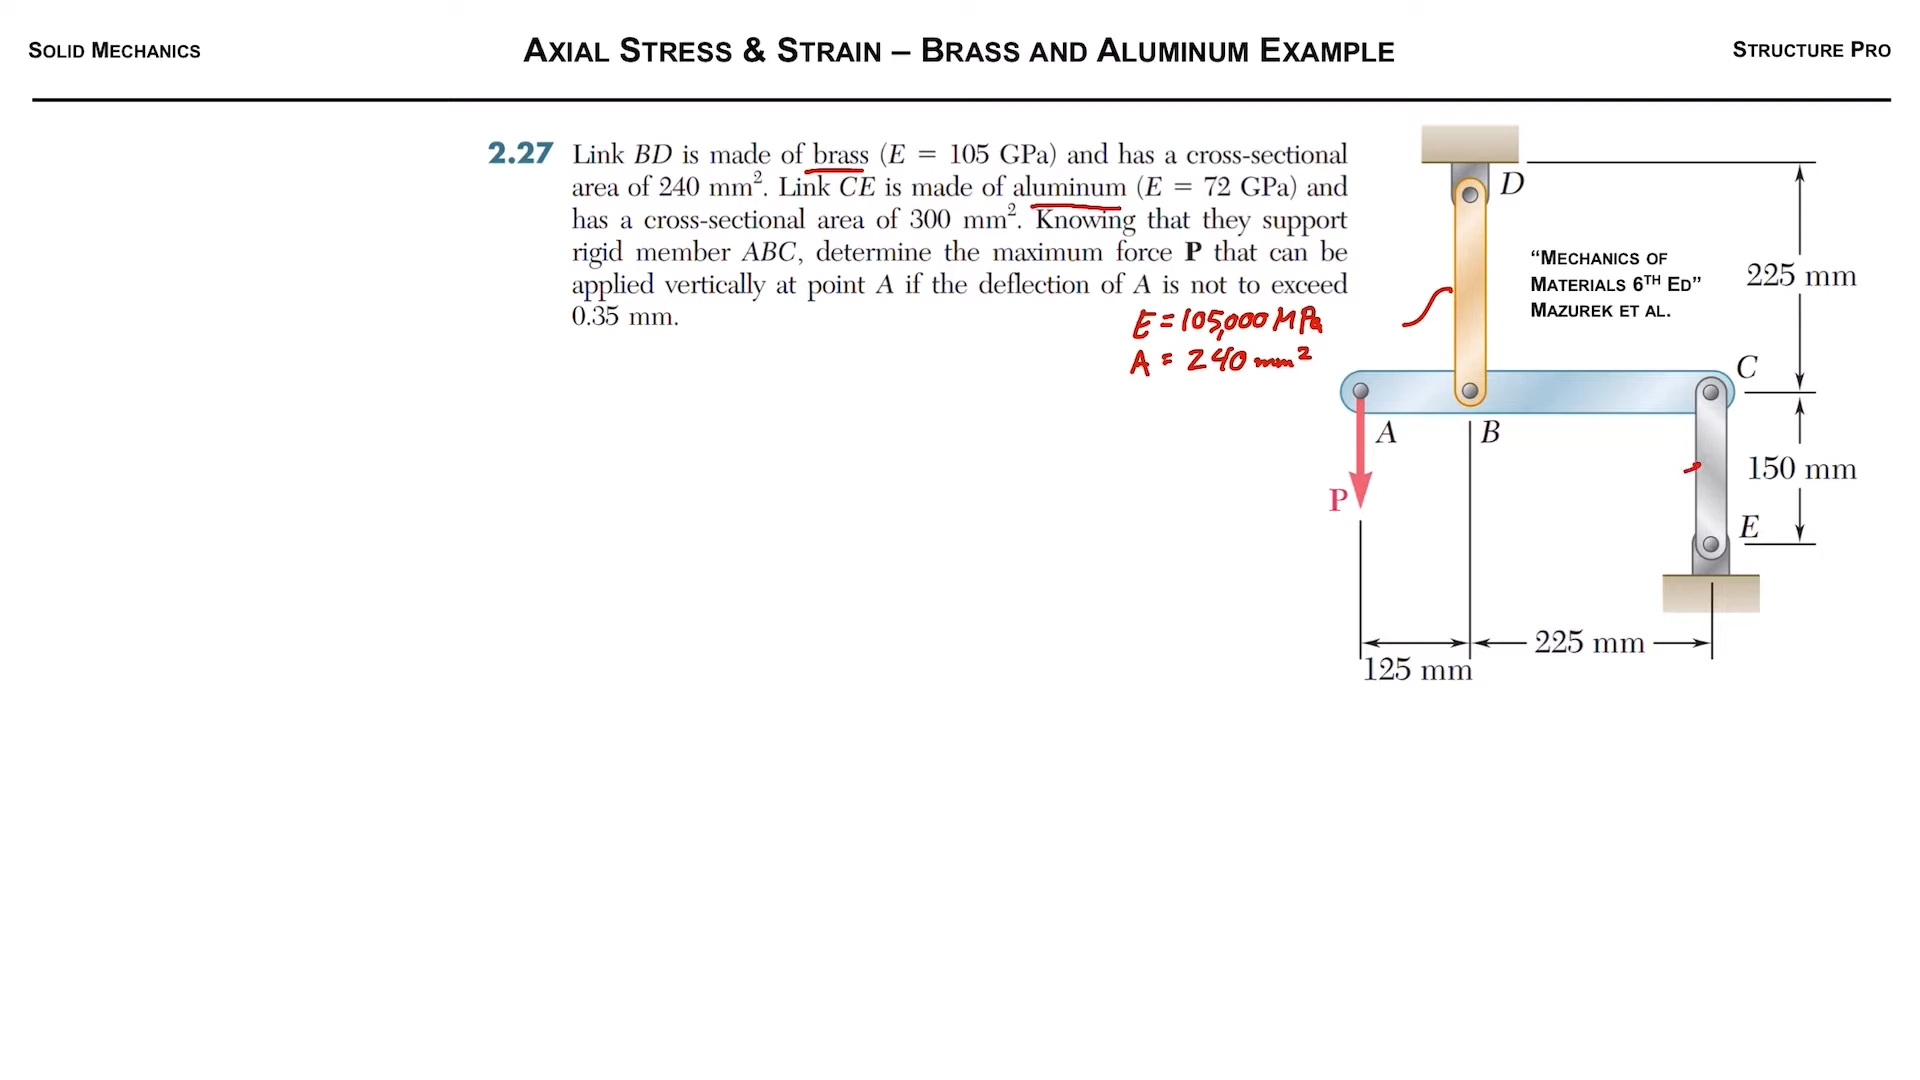 SOLID MECHANICS
AXIAL STRESS & STRAIN – BRASS AND ALUMINUM EXAMPLE
STRUCTURE PRO
2.27 Link BD is made of brass (E = 105 GPa) and has a cross-sectional
area of 240 mm². Link CE is made of aluminum (E = 72 GPa) and
has a cross-sectional area of 300 mm². Knowing that they support
rigid member ABC, determine the maximum force P that can be
applied vertically at point A if the deflection of A is not to exceed
0.35 mm.
E = 105,000 MPa
A = 240 mm²
D
“MECHANICS OF
MATERIALS 6TH ED”
MAZUREK ET AL.
225 mm
C
A
B
150 mm
P
E
225 mm
125 mm